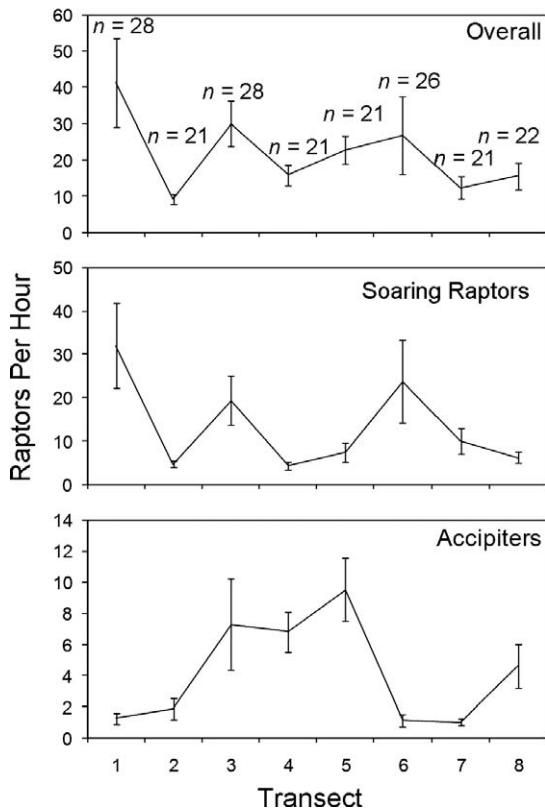 Raptors Per Hour
60
50
40
30
20
10
0
Overall
n = 28
n = 21
n = 28
n = 21
n = 21
n = 26
n = 21
n = 22
50
40
30
20
10
0
Soaring Raptors
14
12
10
8
6
4
2
0
Accipiters
1 2 3 4 5 6 7 8
Transect